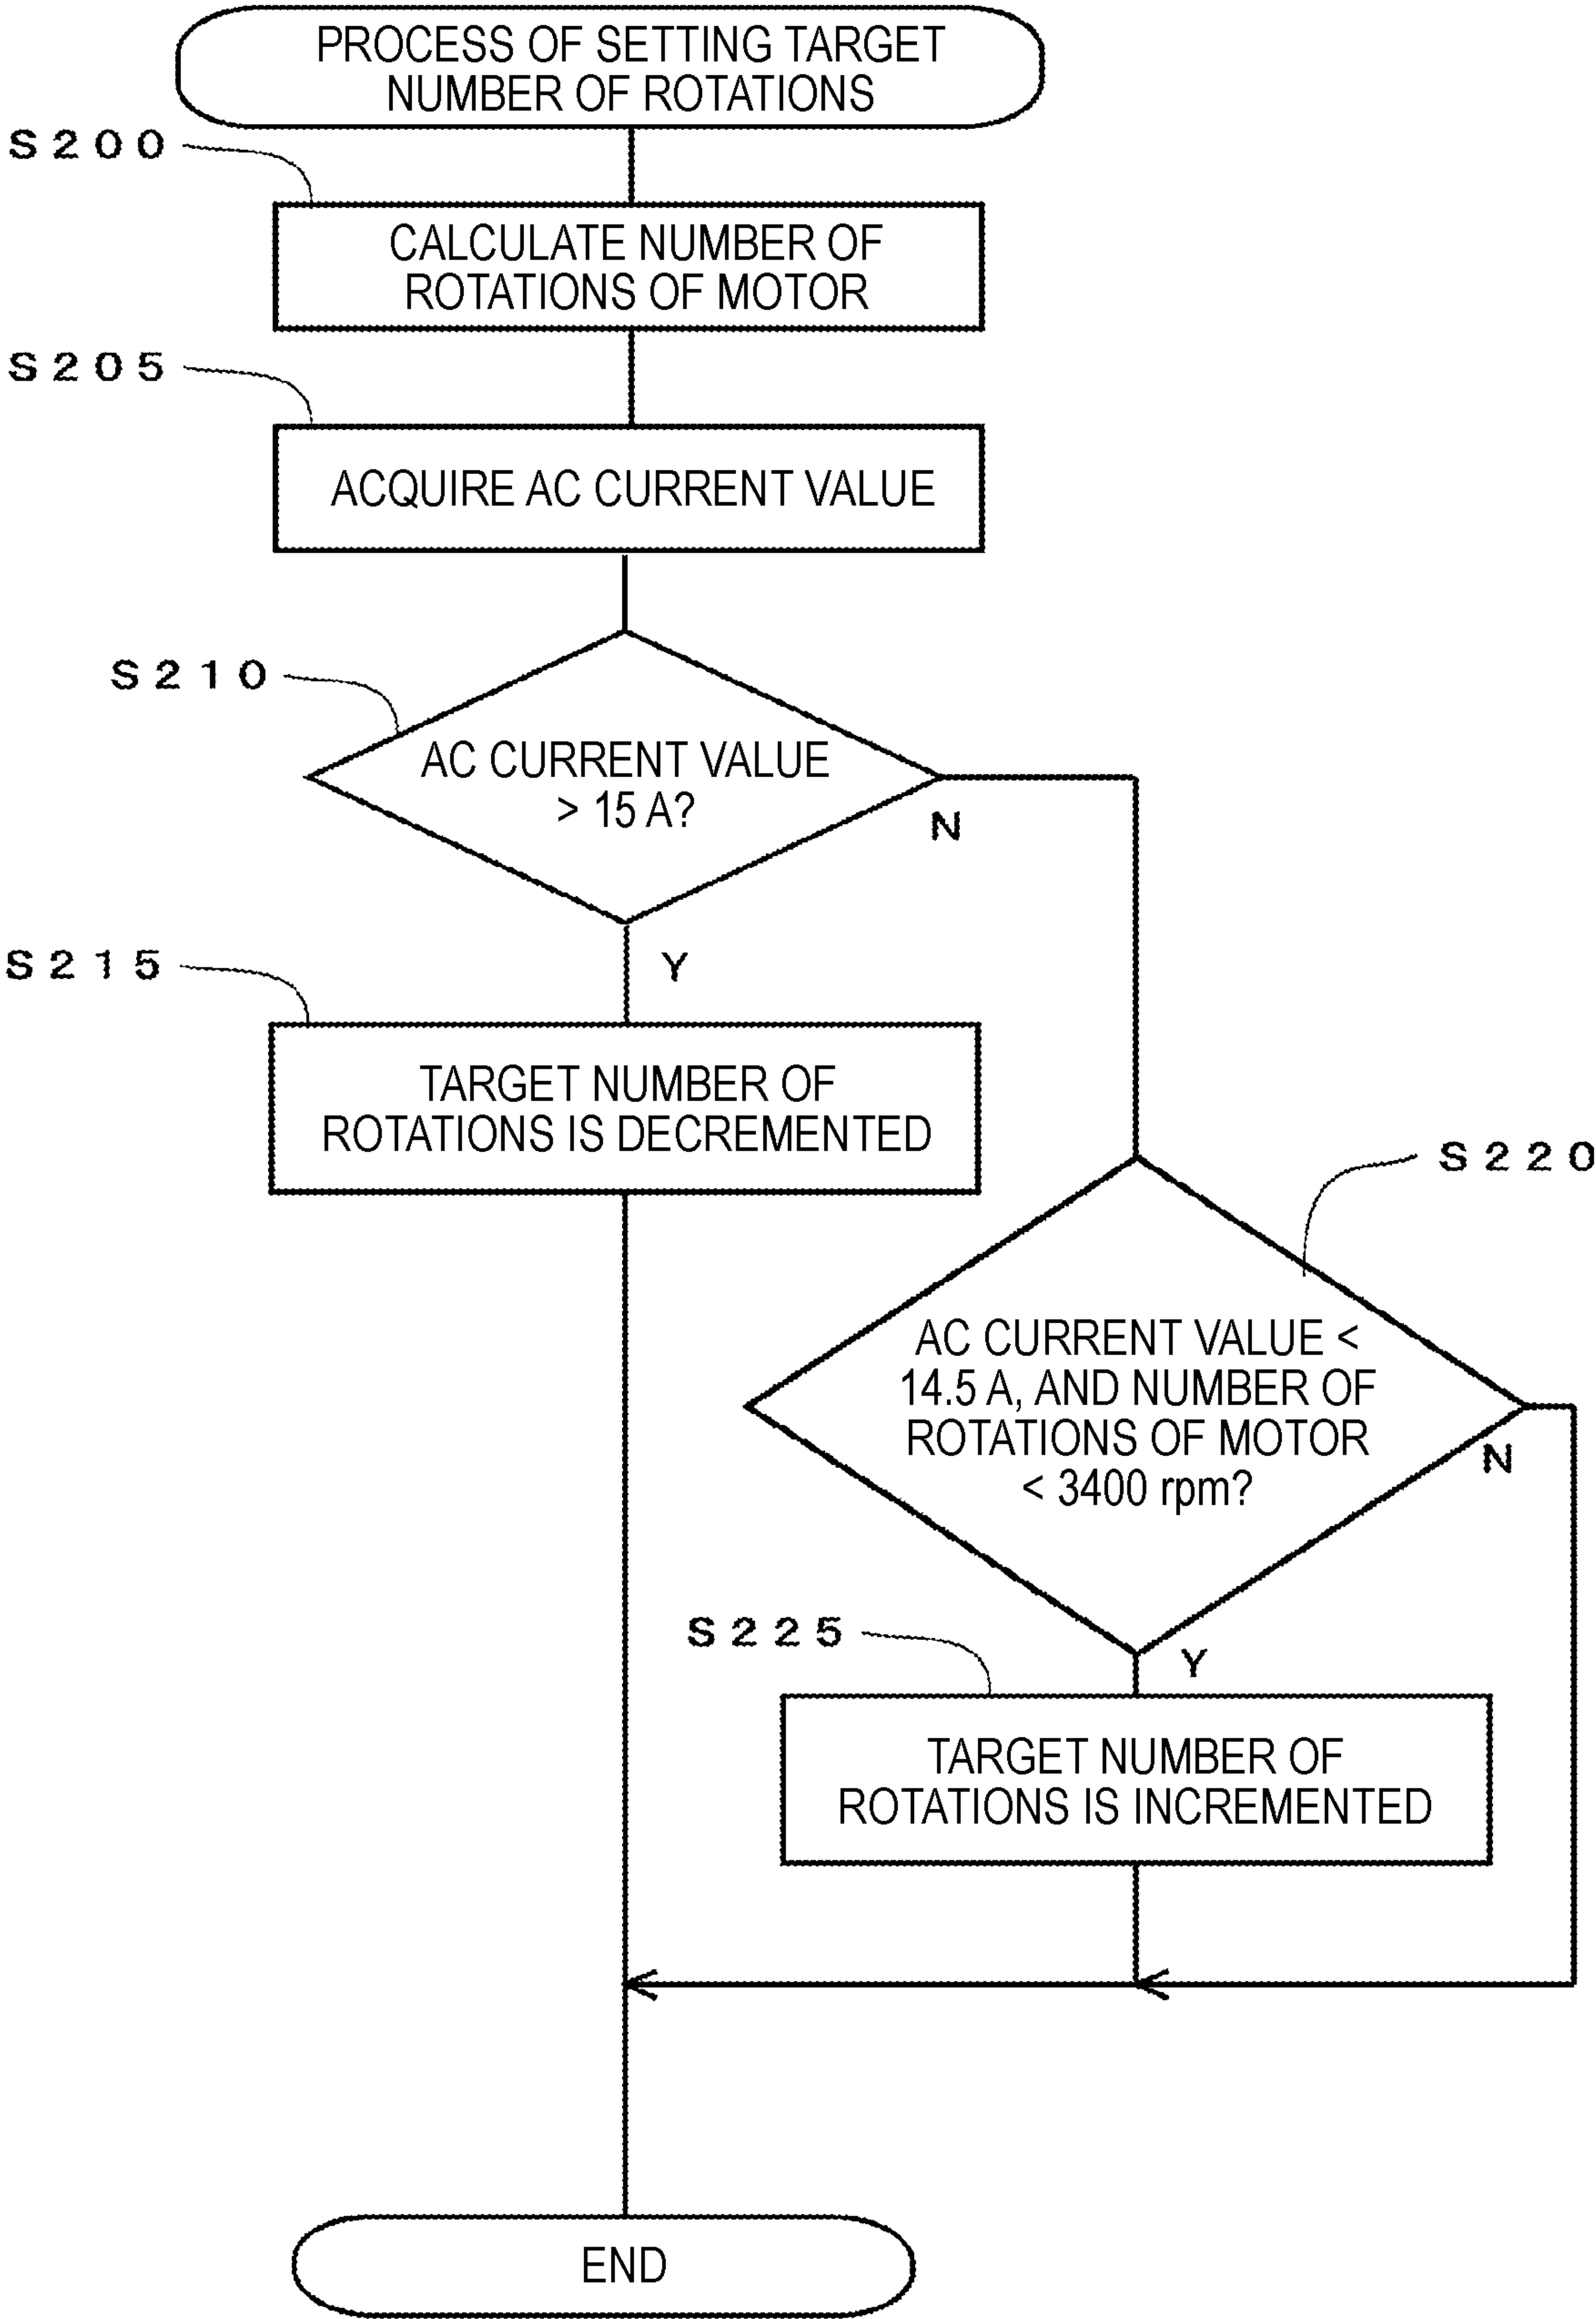 PROCESS OF SETTING TARGET
NUMBER OF ROTATIONS
S200
CALCULATE NUMBER OF
ROTATIONS OF MOTOR
S205
ACQUIRE AC CURRENT VALUE
S210
AC CURRENT VALUE
> 15 A?
N
Y
S215
TARGET NUMBER OF
ROTATIONS IS DECREMENTED
S220
AC CURRENT VALUE <
14.5 A, AND NUMBER OF
ROTATIONS OF MOTOR
< 3400 rpm?
N
Y
S225
TARGET NUMBER OF
ROTATIONS IS INCREMENTED
END